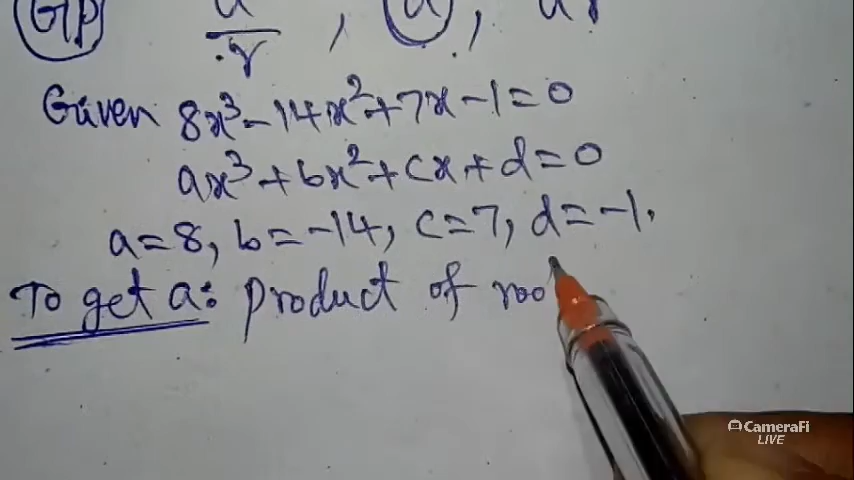 GP a/r, a, ar
Given 8x³-14x²+7x-1=0
ax³+bx²+cx+d=0
a=8, b=-14, c=7, d=-1.
To get a: product of roo
CameraFi
LIVE